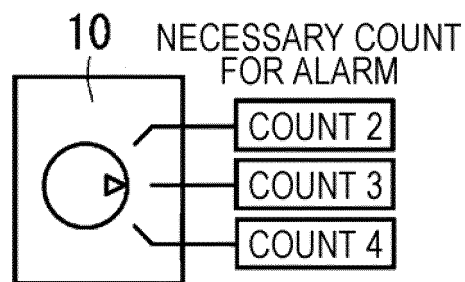 10
NECESSARY COUNT
FOR ALARM
COUNT 2
COUNT 3
COUNT 4